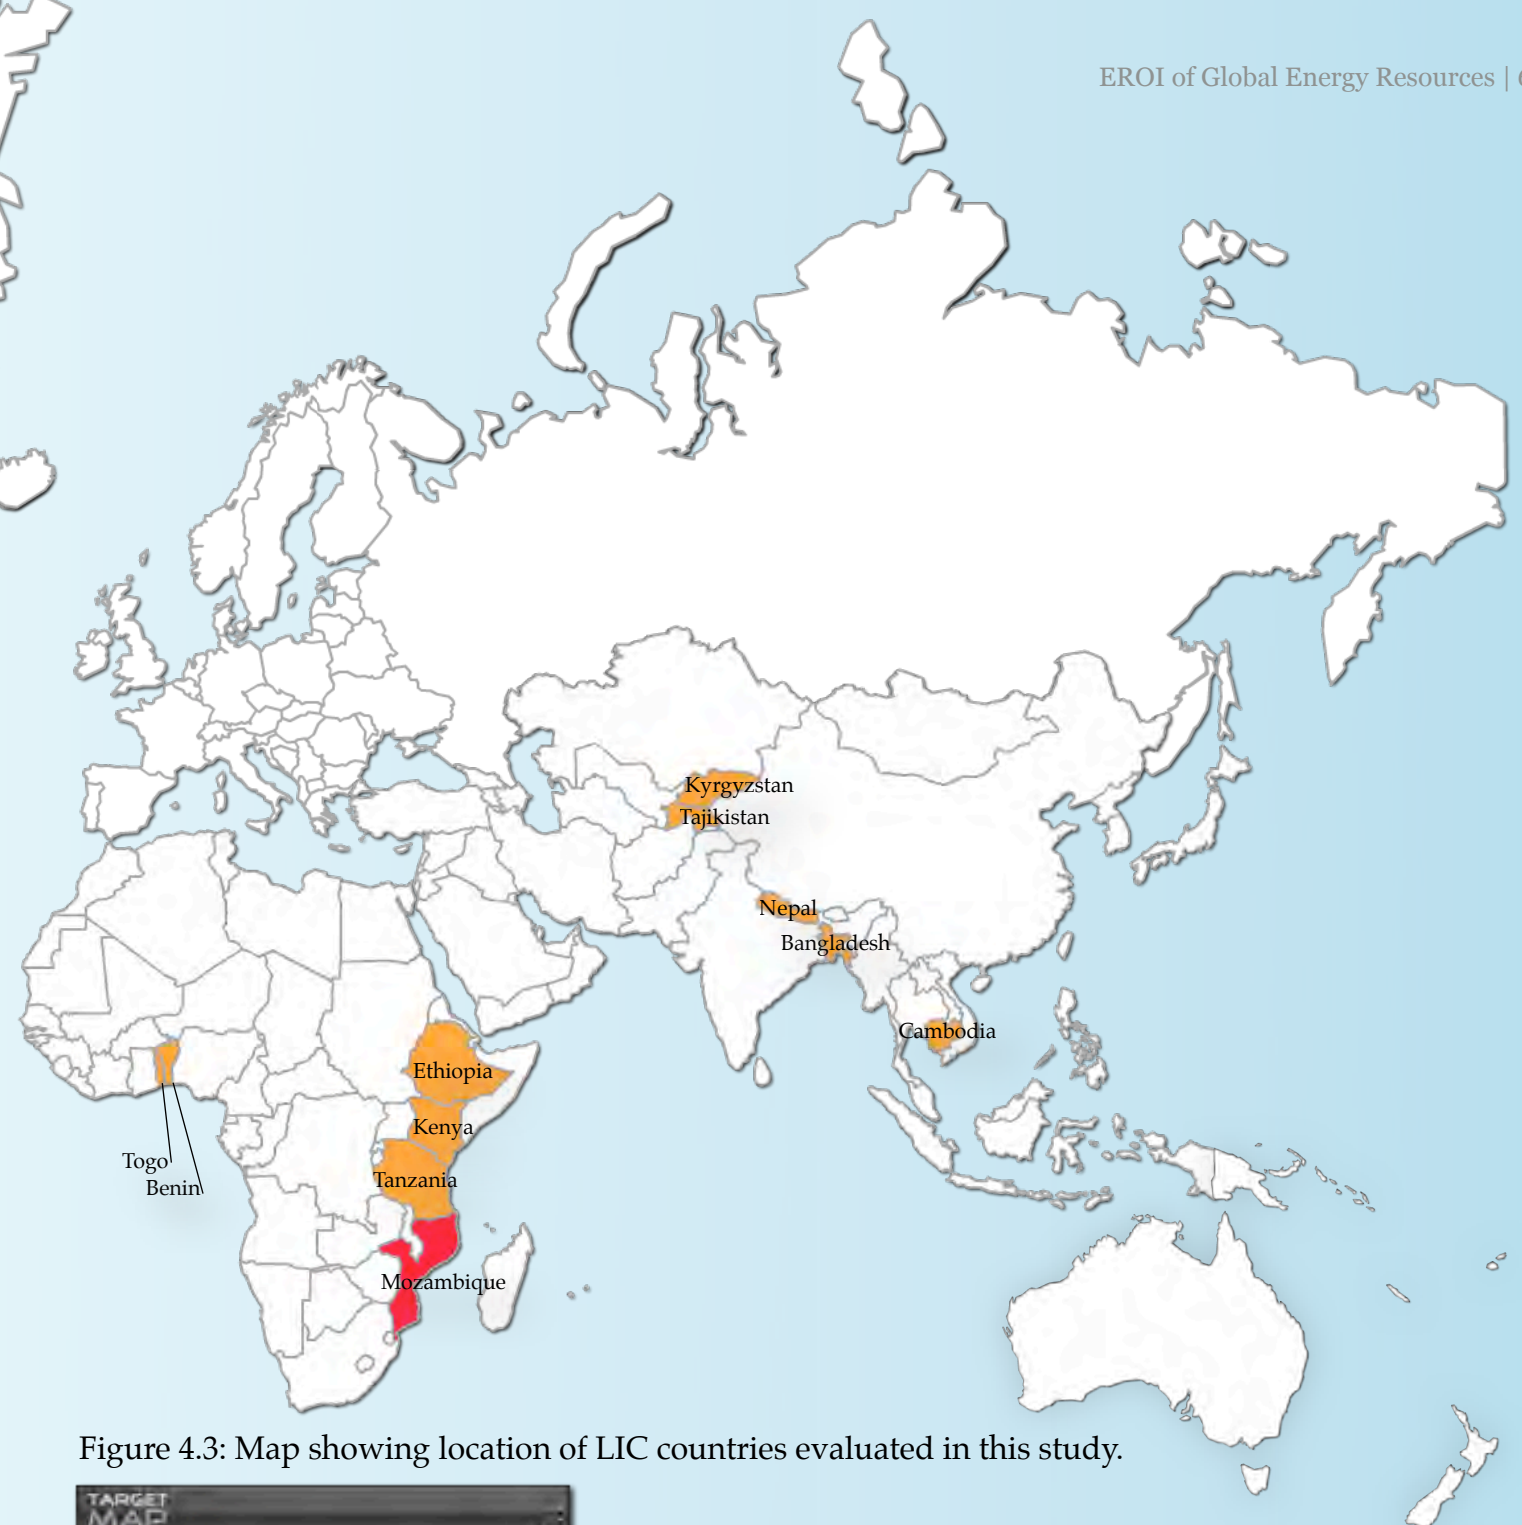 EROI of Global Energy Resources |
Kyrgyzstan
Tajikistan
Nepal
Bangladesh
Cambodia
Ethiopia
Kenya
Togo
Tanzania
Benin
Mozambique
Figure 4.3: Map showing location of LIC countries evaluated in this study.
TARGET
MAP